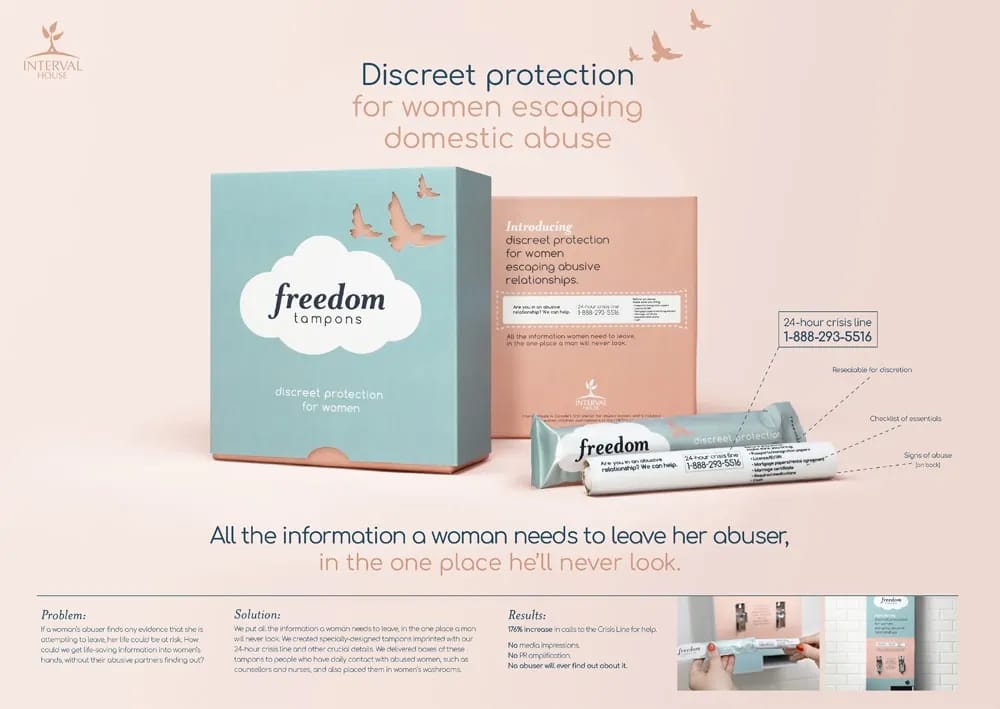 INTERVAL
HOUSE
Discreet protection
for women escaping
domestic abuse
freedom
tampons
discreet protection
for women
Introducing
discreet protection
for women
escaping abusive
relationships.
Are you in an abusive
relationship? We can help.
24-hour crisis line
1-888-293-5516
All the information women need to leave,
in the one place a man will never look.
INTERVAL
HOUSE
24-hour crisis line
1-888-293-5516
Resealable for discretion
Checklist of essentials
Signs of abuse
(on back)
freedom
discreet protection
Are you in an abusive
relationship? We can help.
24-hour crisis line
1-888-293-5516
• Mortgage papers/rental agreement
• Marriage certificate
• Required medications
All the information a woman needs to leave her abuser,
in the one place he'll never look.
Problem:
If a woman's abuser finds any evidence that she is
attempting to leave, her life could be at risk. How
could we get life-saving information into women's
hands, without their abusive partners finding out?
Solution:
We put all the information a woman needs to leave, in the one place a man
will never look. We created specially-designed tampons imprinted with our
24-hour crisis line and other crucial details. We delivered boxes of these
tampons to people who have daily contact with abused women, such as
counsellors and nurses, and also placed them in women's washrooms.
Results:
176% increase in calls to the Crisis Line for help.
No media impressions.
No PR amplification.
No abuser will ever find out about it.
freedom
freedom